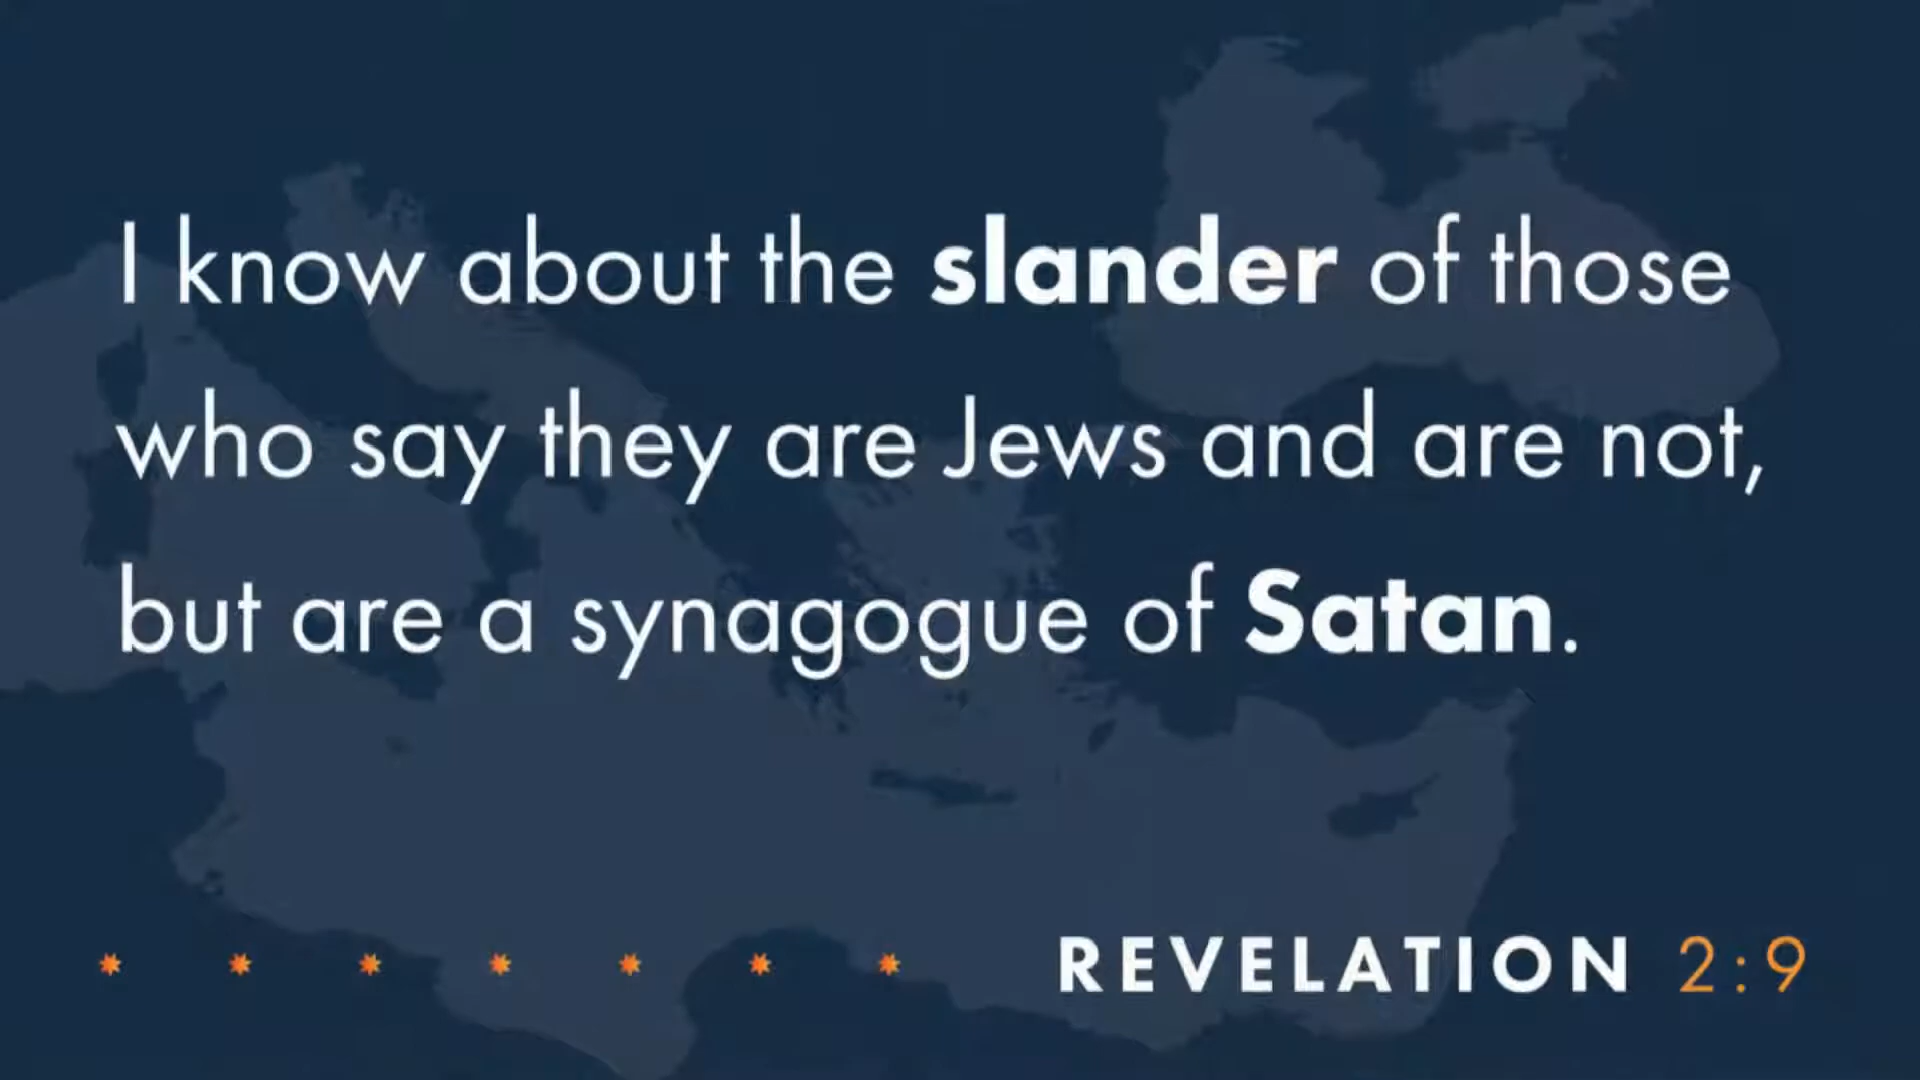 I know about the slander of those
who say they are Jews and are not,
but are a synagogue of Satan.
REVELATION 2:9